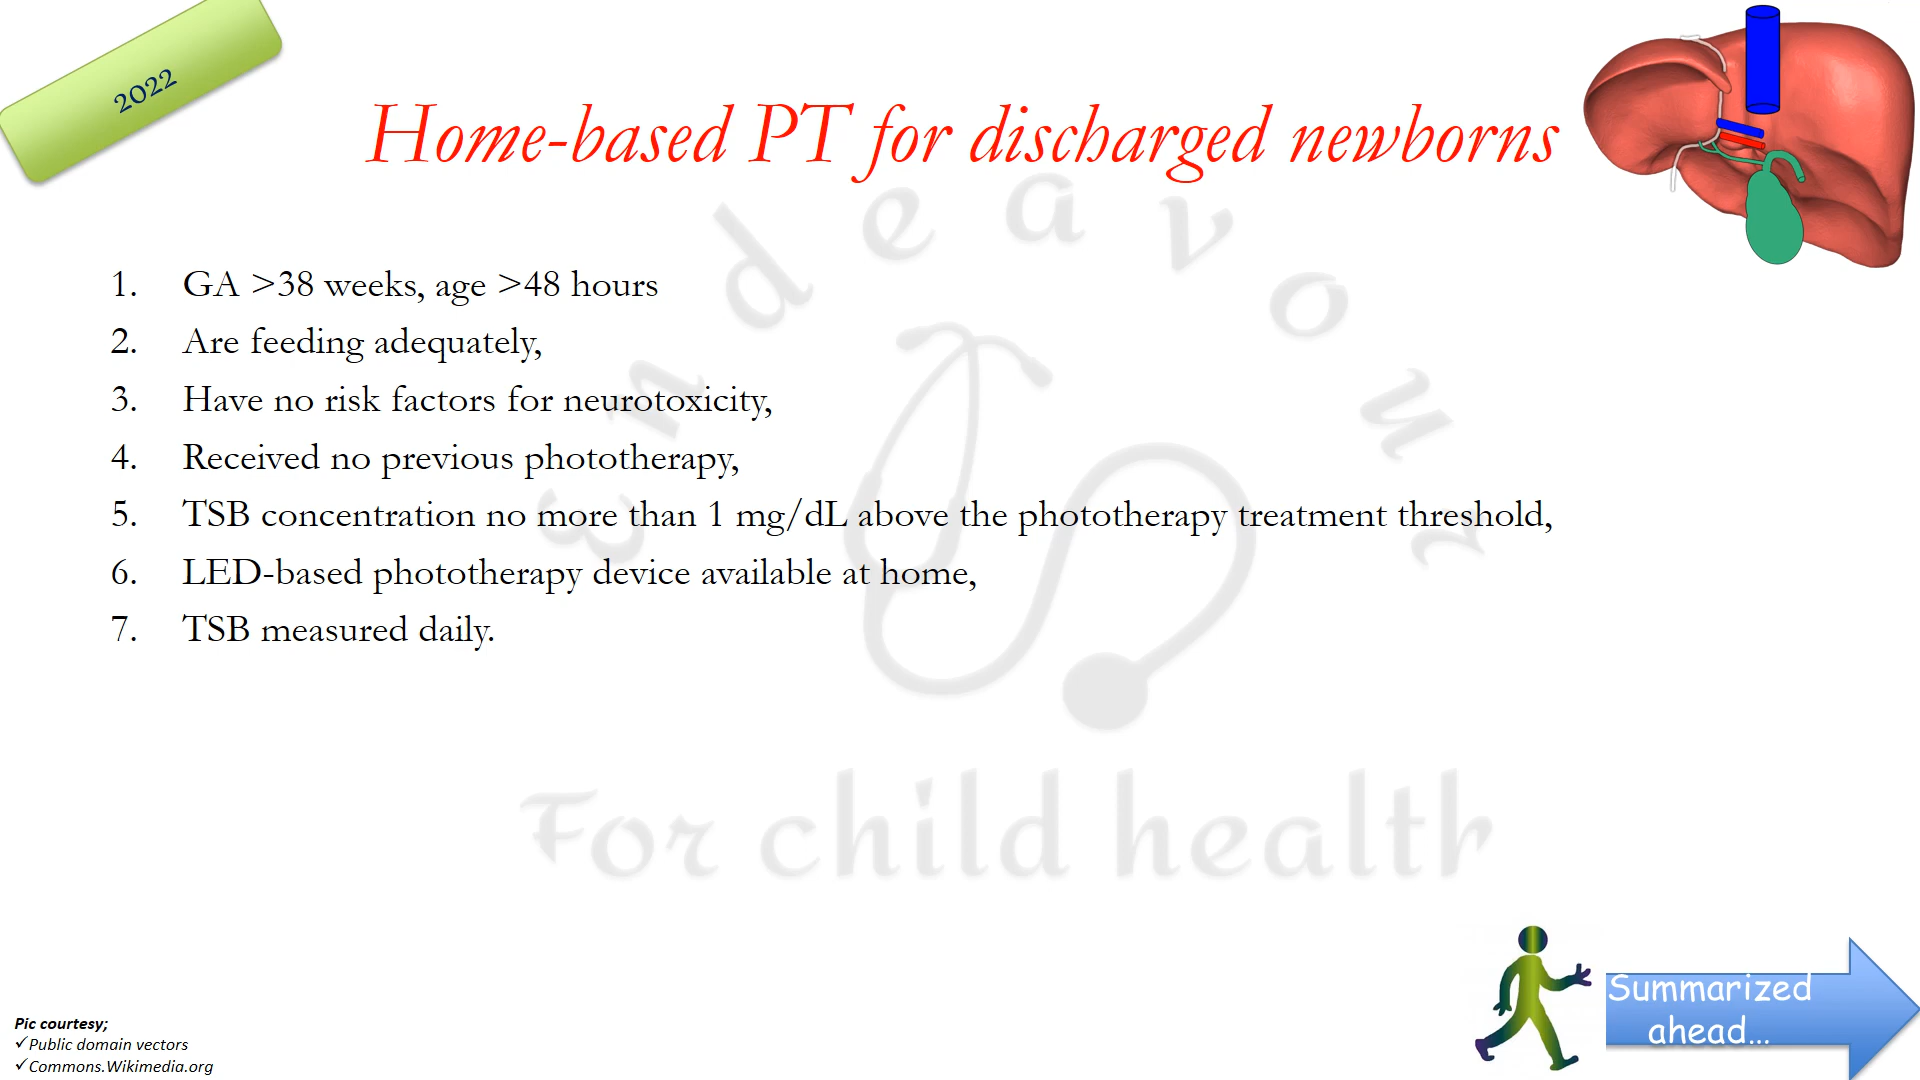 2022
Home-based PT for discharged newborns
1. GA >38 weeks, age >48 hours
2. Are feeding adequately,
3. Have no risk factors for neurotoxicity,
4. Received no previous phototherapy,
5. TSB concentration no more than 1 mg/dL above the phototherapy treatment threshold,
6. LED-based phototherapy device available at home,
7. TSB measured daily.
Endeavour
For child health
Summarized
ahead...
Pic courtesy;
✓Public domain vectors
✓Commons.Wikimedia.org